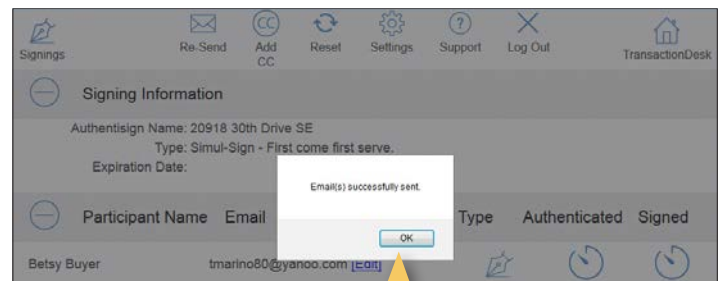 Signings Re-Send Add CC Reset Settings Support Log Out TransactionDesk
CC
Signing Information
Authentisign Name: 20918 30th Drive SE
Type: Simul-Sign - First come first serve.
Expiration Date:
Email(s) successfully sent.
OK
Participant Name Email Type Authenticated Signed
Betsy Buyer tmarino80@yahoo.com [Edit]